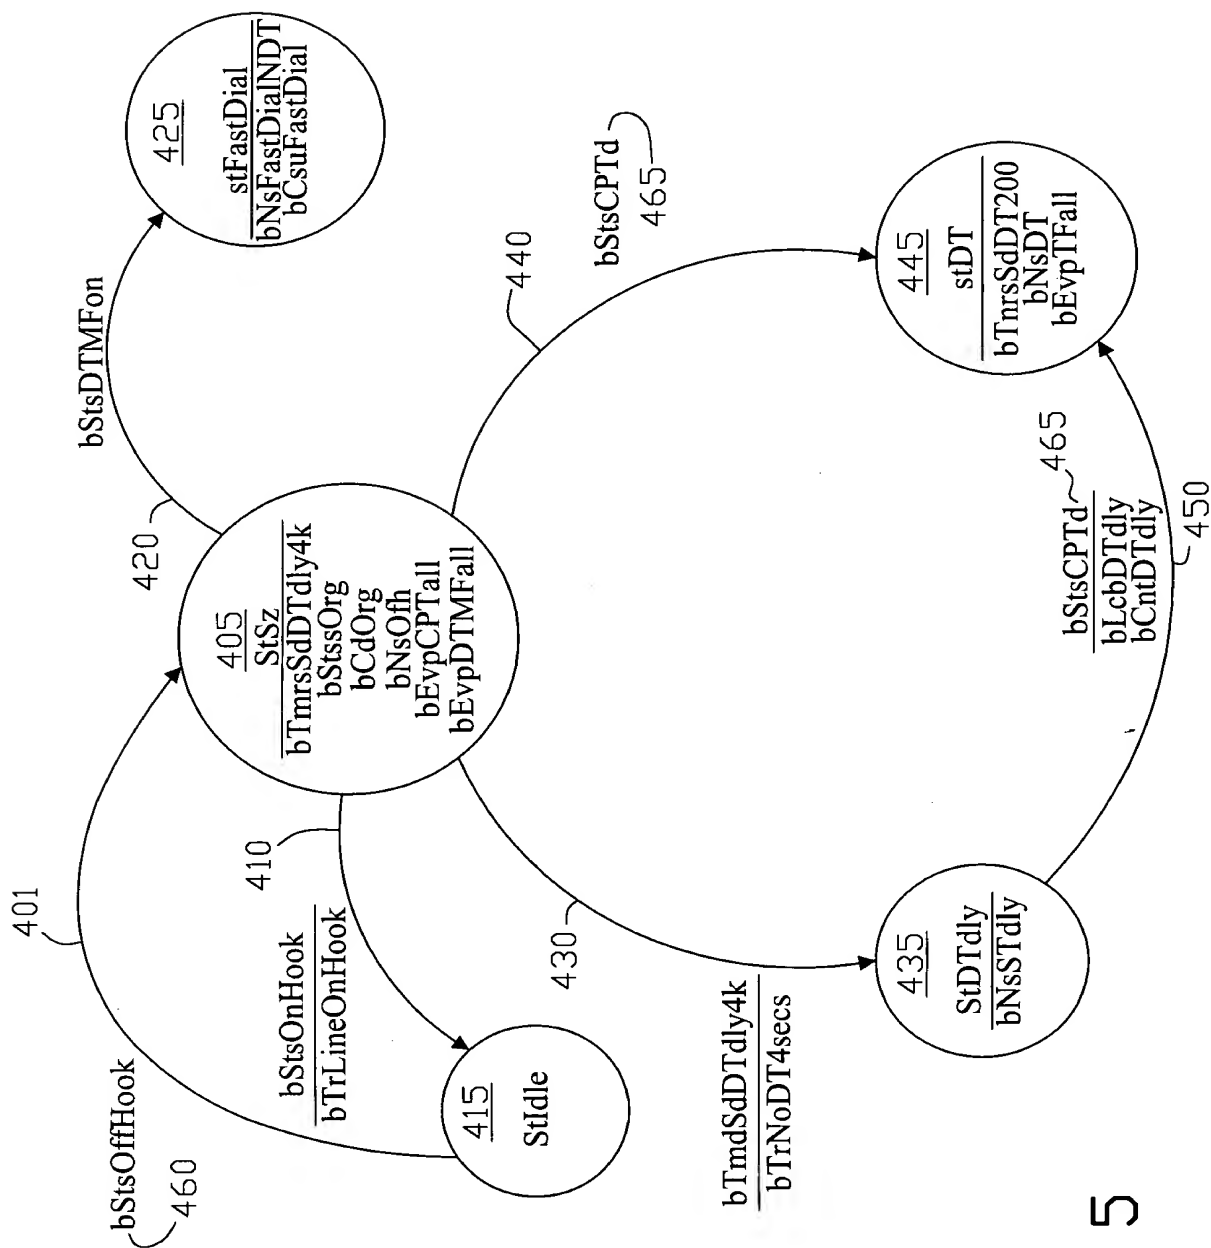 401
bStsOffHook
460
bStsOnHook
bTrLineOnHook
410
415
StIdle
405
StSz
bTmrsSdDTdly4k
bStssOrg
bCdOrg
bNsOfh
bEvpCPTall
bEvpDTMFall
420
bStsDTMFon
425
stFastDial
bNsFastDialNDT
bCsuFastDial
430
bTmdSdDTdly4k
bTrNoDT4secs
435
StDTdly
bNsSTdly
440
bStsCPTd
465
445
stDT
bTnrsSdDT200
bNsDT
bEvpTFall
bStsCPTd
465
bLcbDTdly
bCntDTdly
450
5